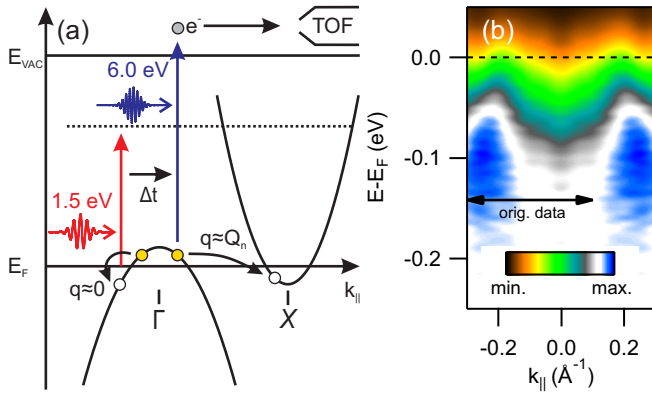 (a)
e-
TOF
E_VAC
6.0 eV
1.5 eV
Δt
q≈Q_n
E_F
q≈0
k_||
Γ
X
(b)
E-E_F (eV)
0.0
-0.1
-0.2
orig. data
min.
max.
-0.2
0.0
0.2
k_|| (Å⁻¹)